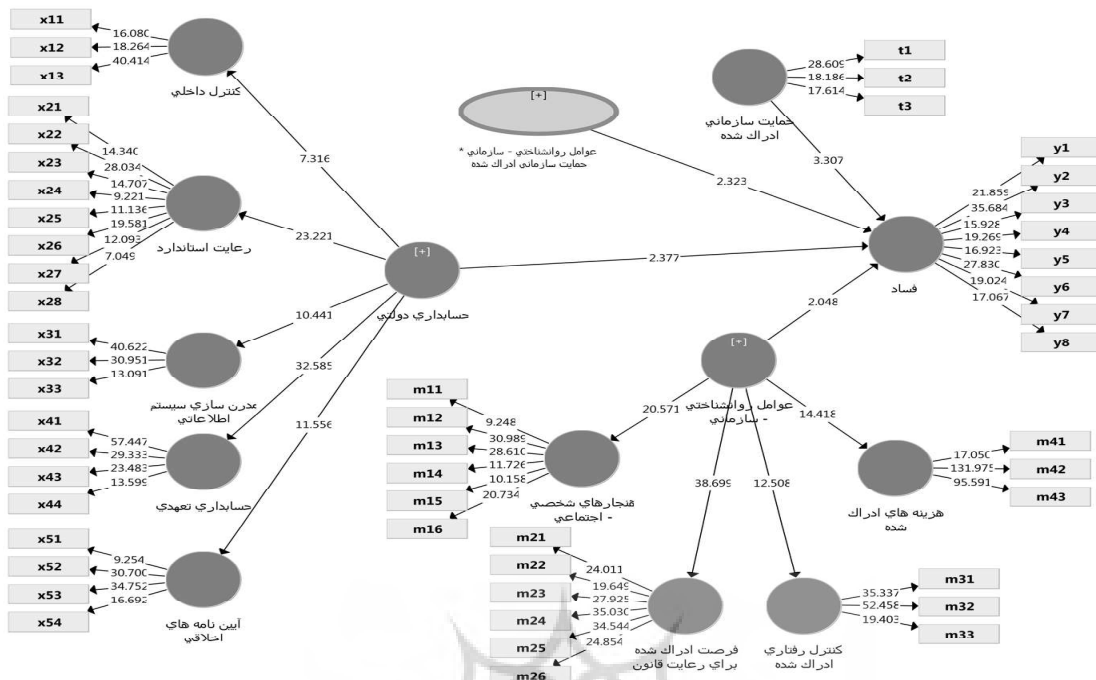 x11
x12
x13
16.080
18.264
40.414
کنترل داخلي
x21
x22
x23
x24
x25
x26
x27
x28
14.340
28.034
14.707
9.221
11.136
19.581
12.093
7.049
رعايت استاندارد
x31
x32
x33
40.622
30.951
13.091
مدرن سازي سيستم
اطلاعاتي
x41
x42
x43
x44
57.447
29.333
23.483
13.599
حسابداري تعهدي
x51
x52
x53
x54
9.254
30.700
34.752
16.692
آيين نامه هاي
اخلاقي
7.316
23.221
10.441
32.585
11.556
[+]
حسابداري دولتي
2.377
[+]
عوامل روانشناختي - سازماني *
حمايت سازماني ادراك شده
2.323
t1
t2
t3
28.609
18.186
17.614
حمايت سازماني
ادراك شده
3.307
y1
y2
y3
y4
y5
y6
y7
y8
21.859
35.684
15.928
19.269
16.923
27.830
19.024
17.067
فساد
2.048
[+]
عوامل روانشناختي
- سازماني
20.571
38.699
12.508
14.418
m11
m12
m13
m14
m15
m16
9.248
30.989
28.610
11.726
10.158
20.734
هنجارهاي شخصي
- اجتماعي
m21
m22
m23
m24
m25
m26
24.011
19.649
27.925
35.030
34.544
24.854
فرصت ادراك شده
براي رعايت قانون
m31
m32
m33
35.337
52.458
19.403
کنترل رفتاري
ادراك شده
m41
m42
m43
17.050
131.975
95.591
هزينه هاي ادراك
شده